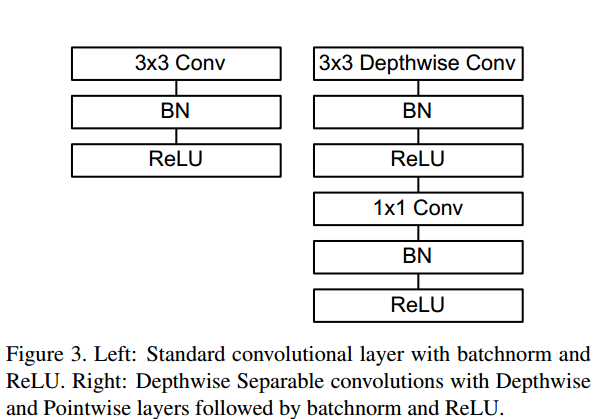 3x3 Conv
BN
ReLU
3x3 Depthwise Conv
BN
ReLU
1x1 Conv
BN
ReLU
Figure 3. Left: Standard convolutional layer with batchnorm and
ReLU. Right: Depthwise Separable convolutions with Depthwise
and Pointwise layers followed by batchnorm and ReLU.